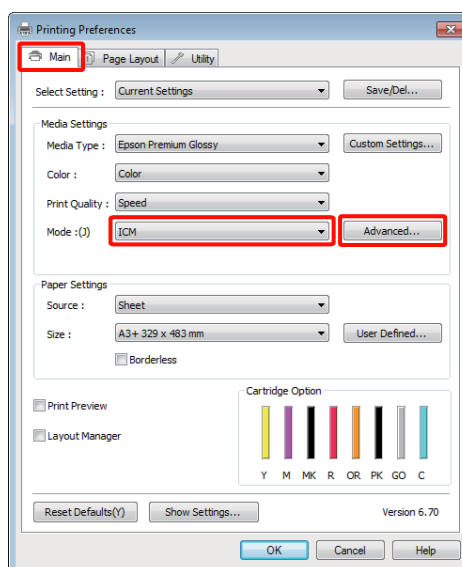 Printing Preferences
Main Page Layout Utility
Select Setting : Current Settings Save/Del...
Media Settings
Media Type : Epson Premium Glossy Custom Settings...
Color : Color
Print Quality : Speed
Mode :(J) ICM Advanced...
Paper Settings
Source : Sheet
Size : A3+ 329 x 483 mm User Defined...
Borderless
Cartridge Option
Print Preview
Layout Manager
Y M MK R OR PK GO C
Reset Defaults(Y) Show Settings... Version 6.70
OK Cancel Help